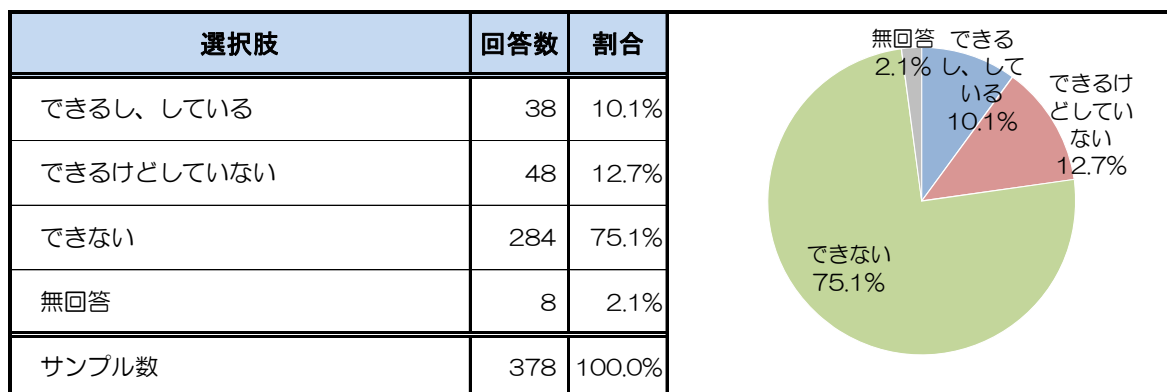 選択肢 回答数 割合
できるし、している 38 10.1%
できるけどしていない 48 12.7%
できない 284 75.1%
無回答 8 2.1%
サンプル数 378 100.0%
無回答
2.1%
できる
し、して
いる
10.1%
できるけ
どしてい
ない
12.7%
できない
75.1%